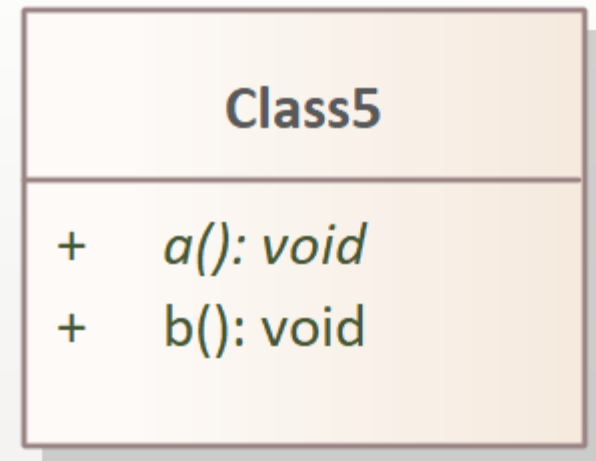 Class5
+ a(): void
+ b(): void